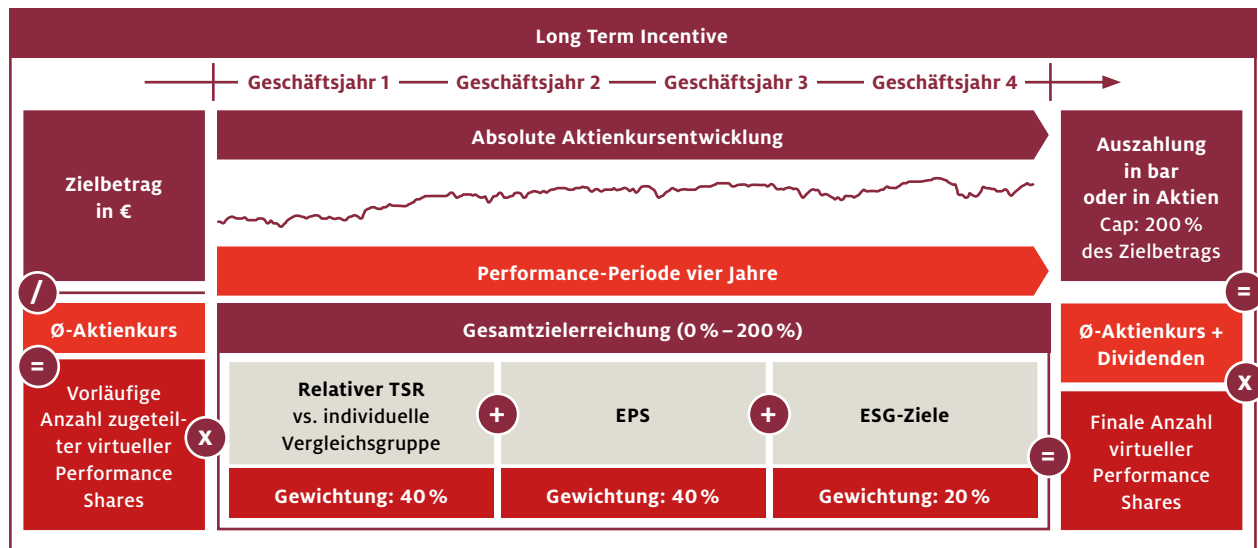 Long Term Incentive
Geschäftsjahr 1
Geschäftsjahr 2
Geschäftsjahr 3
Geschäftsjahr 4
Zielbetrag
in €
/
Ø-Aktienkurs
=
Vorläufige
Anzahl zugeteil-
ter virtueller
Performance
Shares
x
Absolute Aktienkursentwicklung
Performance-Periode vier Jahre
Gesamtzielerreichung (0 % – 200 %)
Relativer TSR
vs. individuelle
Vergleichsgruppe
Gewichtung: 40 %
+
EPS
Gewichtung: 40 %
+
ESG-Ziele
Gewichtung: 20 %
=
Auszahlung
in bar
oder in Aktien
Cap: 200 %
des Zielbetrags
=
Ø-Aktienkurs +
Dividenden
x
Finale Anzahl
virtueller
Performance
Shares